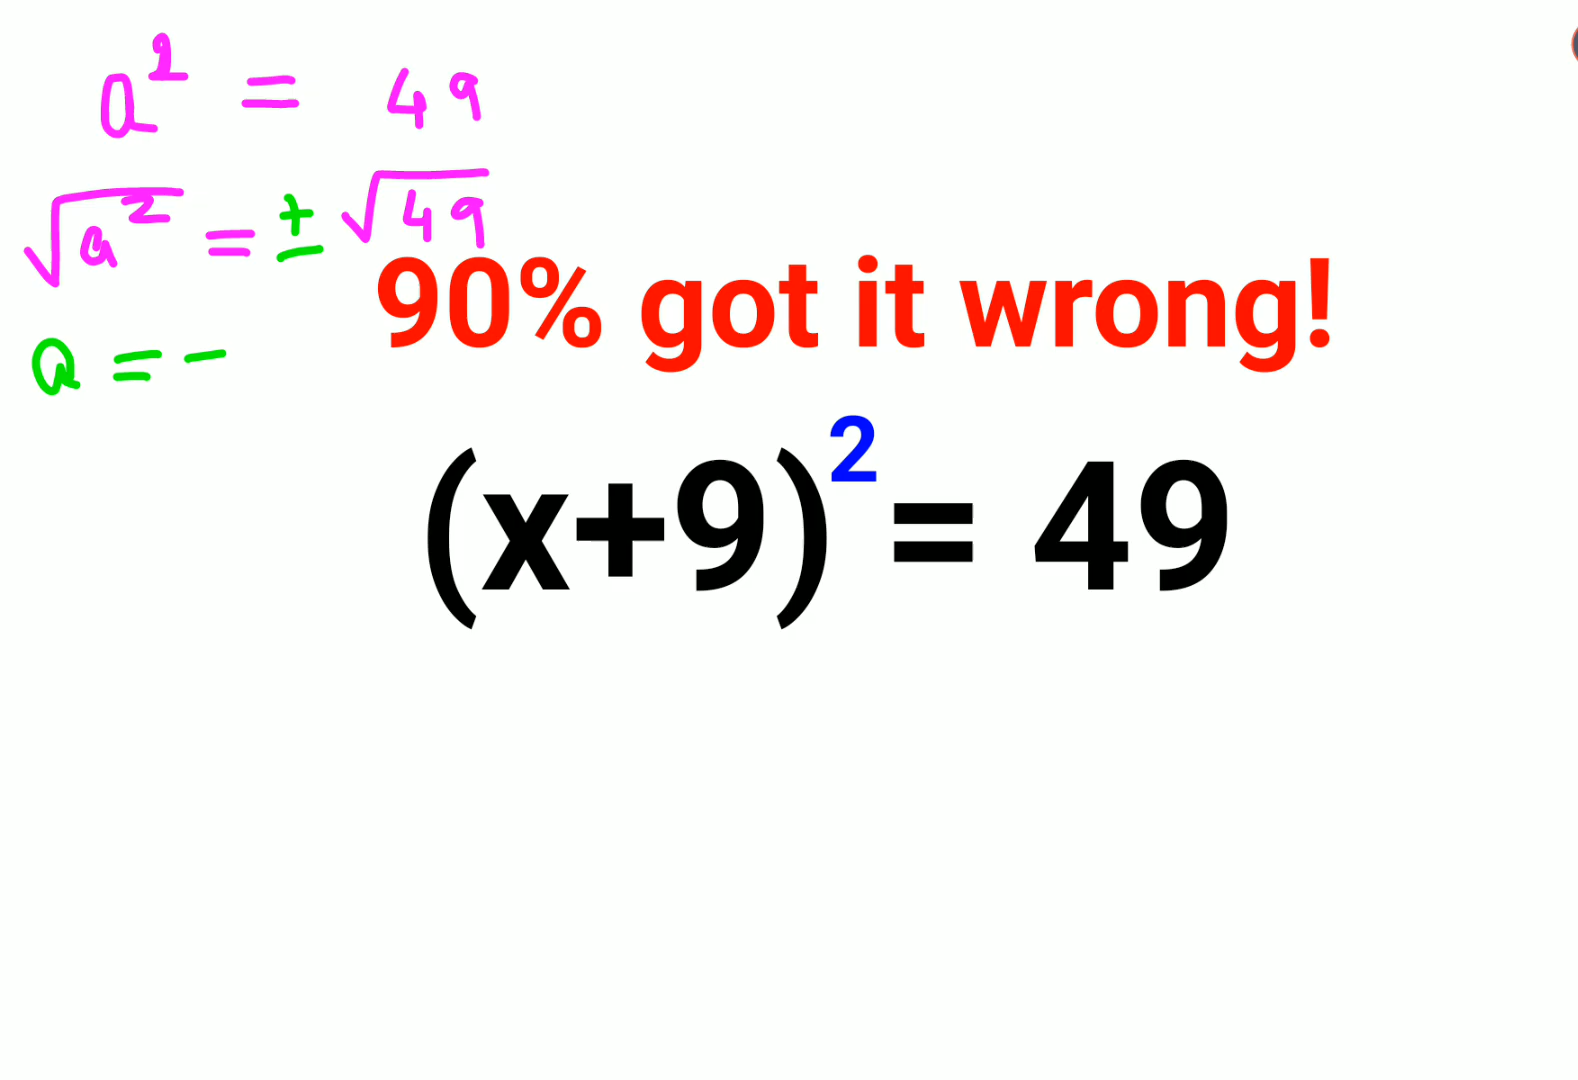 a² = 49
√a² = ± √49
a = -
90% got it wrong!
(x+9)² = 49